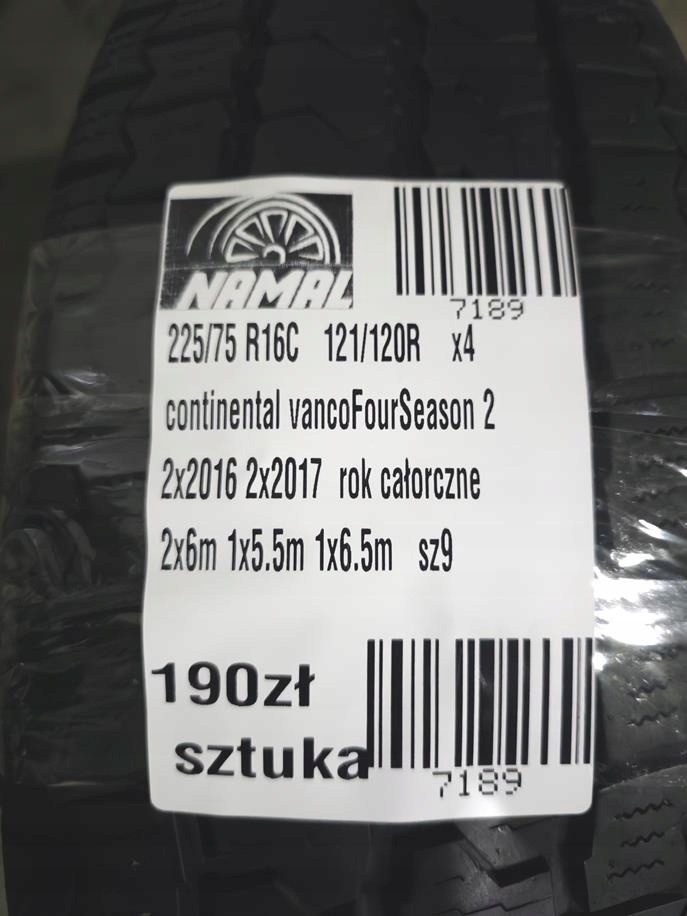 NAMAL
7189
225/75 R16C 121/120R x4
continental vancoFourSeason 2
2x2016 2x2017 rok całorczne
2x6m 1x5.5m 1x6.5m sz9
190zł
sztuka
7189